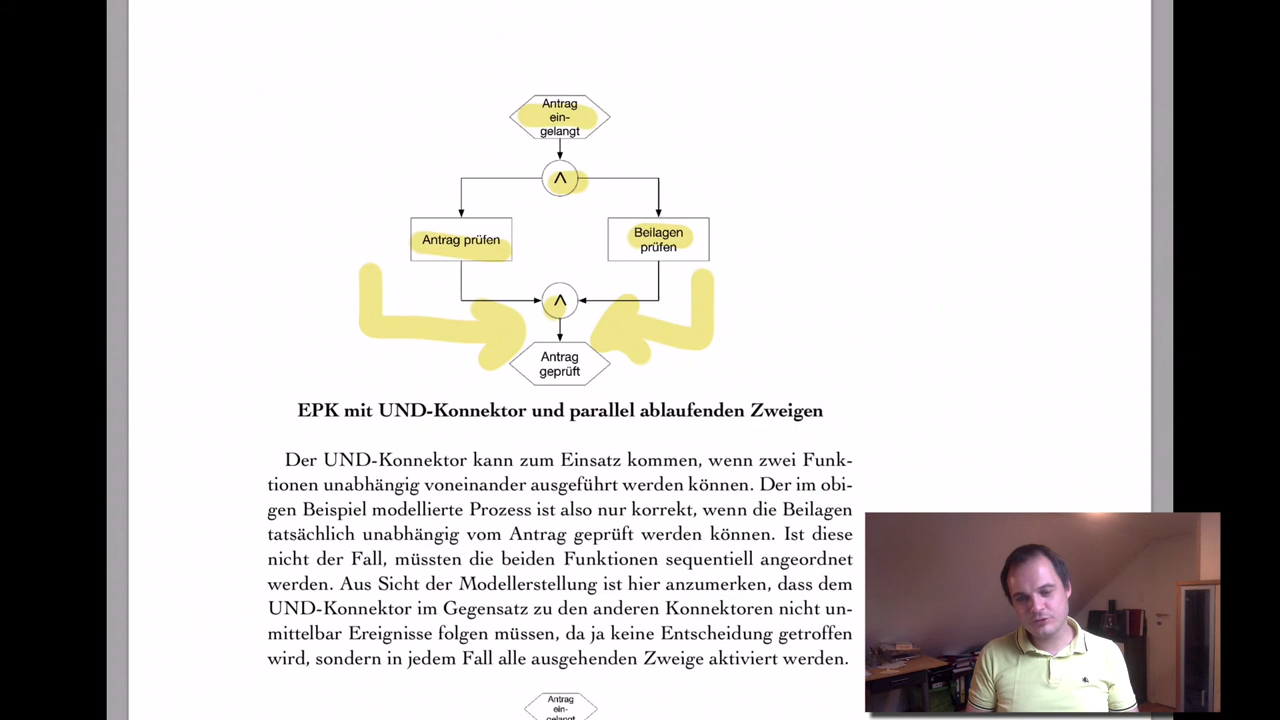 Antrag
ein-
gelangt
∧
Antrag prüfen
Beilagen
prüfen
∧
Antrag
geprüft
EPK mit UND-Konnektor und parallel ablaufenden Zweigen
Der UND-Konnektor kann zum Einsatz kommen, wenn zwei Funk-
tionen unabhängig voneinander ausgeführt werden können. Der im obi-
gen Beispiel modellierte Prozess ist also nur korrekt, wenn die Beilagen
tatsächlich unabhängig vom Antrag geprüft werden können. Ist diese
nicht der Fall, müssten die beiden Funktionen sequentiell angeordnet
werden. Aus Sicht der Modellerstellung ist hier anzumerken, dass dem
UND-Konnektor im Gegensatz zu den anderen Konnektoren nicht un-
mittelbar Ereignisse folgen müssen, da ja keine Entscheidung getroffen
wird, sondern in jedem Fall alle ausgehenden Zweige aktiviert werden.
Antrag
ein-
gelangt